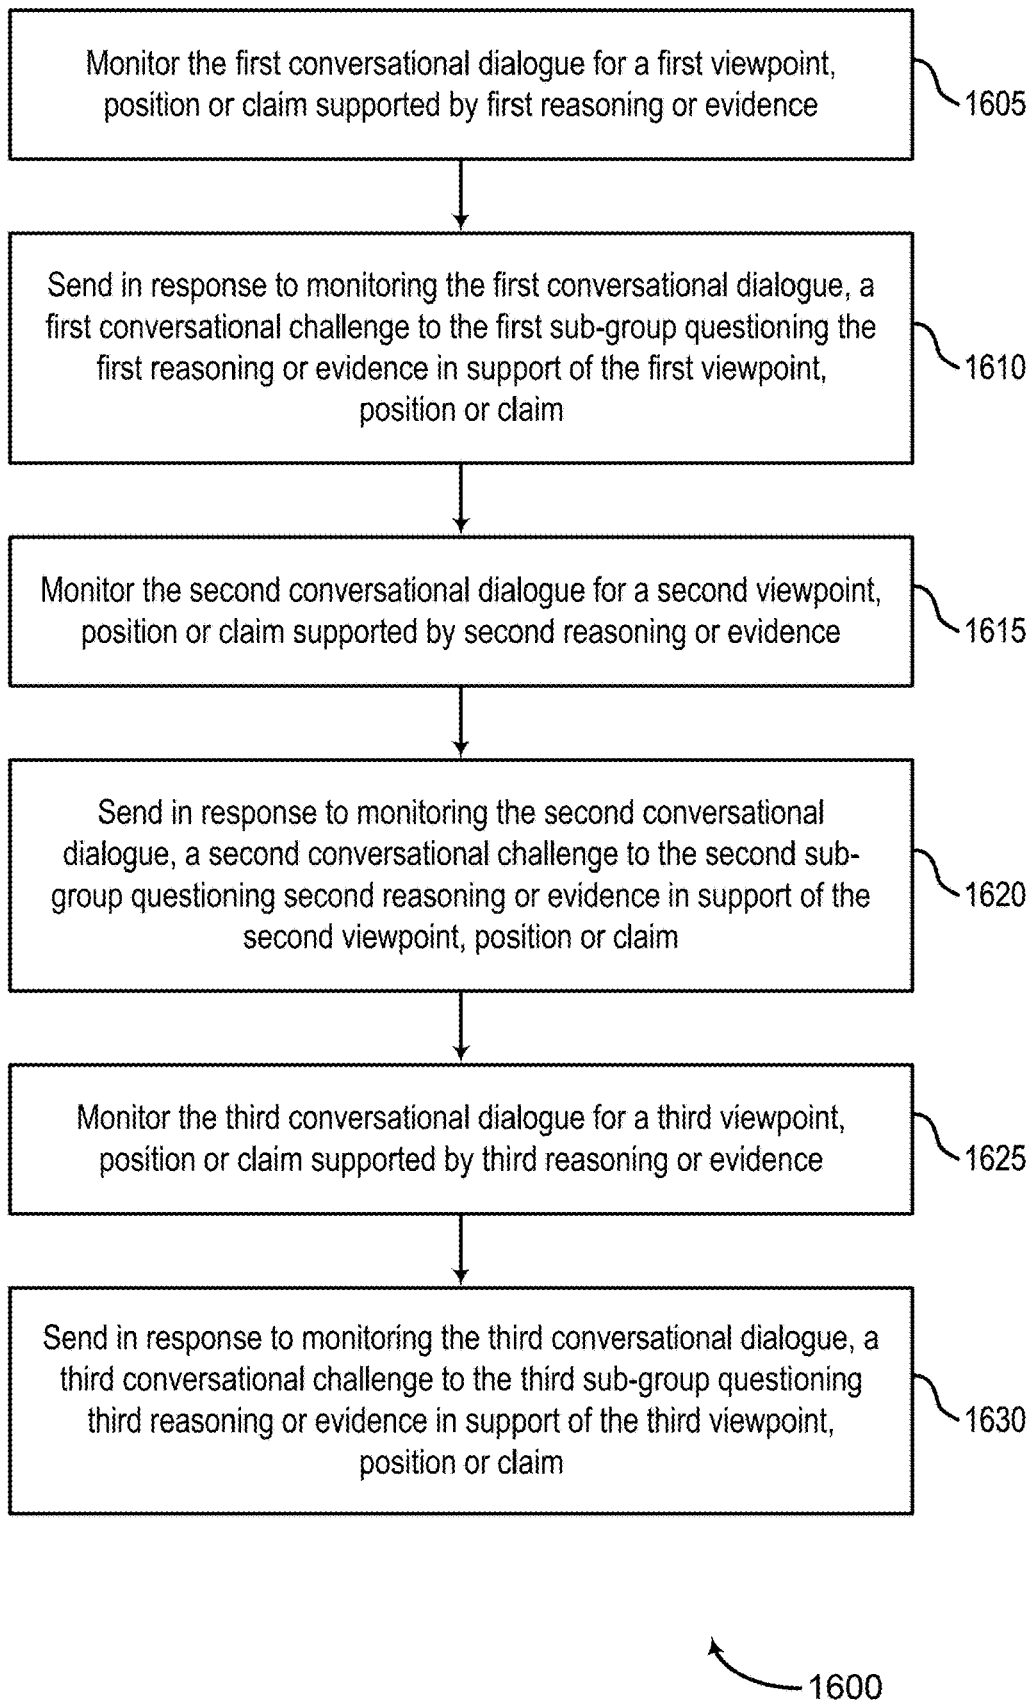 Monitor the first conversational dialogue for a first viewpoint,
position or claim supported by first reasoning or evidence
1605
Send in response to monitoring the first conversational dialogue, a
first conversational challenge to the first sub-group questioning the
first reasoning or evidence in support of the first viewpoint,
position or claim
1610
Monitor the second conversational dialogue for a second viewpoint,
position or claim supported by second reasoning or evidence
1615
Send in response to monitoring the second conversational
dialogue, a second conversational challenge to the second sub-
group questioning second reasoning or evidence in support of the
second viewpoint, position or claim
1620
Monitor the third conversational dialogue for a third viewpoint,
position or claim supported by third reasoning or evidence
1625
Send in response to monitoring the third conversational dialogue, a
third conversational challenge to the third sub-group questioning
third reasoning or evidence in support of the third viewpoint,
position or claim
1630
1600